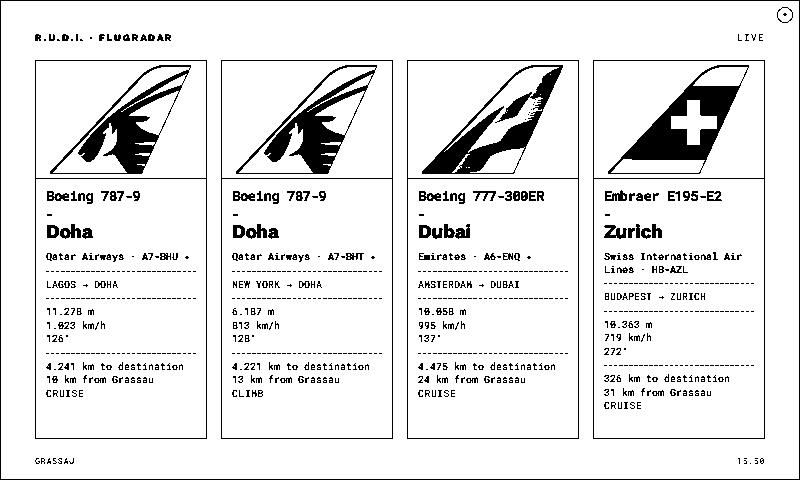 R.U.D.I. · FLUGRADAR
LIVE
Boeing 787-9
-
Doha
Qatar Airways · A7-BHU ✦
LAGOS → DOHA
11.278 m
1.023 km/h
126°
4.241 km to destination
10 km from Grassau
CRUISE
Boeing 787-9
-
Doha
Qatar Airways · A7-BHT ✦
NEW YORK → DOHA
6.187 m
813 km/h
128°
4.221 km to destination
13 km from Grassau
CLIMB
Boeing 777-300ER
-
Dubai
Emirates · A6-ENQ ✦
AMSTERDAM → DUBAI
10.058 m
995 km/h
137°
4.475 km to destination
24 km from Grassau
CRUISE
Embraer E195-E2
-
Zurich
Swiss International Air
Lines · HB-AZL
BUDAPEST → ZURICH
10.363 m
719 km/h
272°
326 km to destination
31 km from Grassau
CRUISE
GRASSAU
15.50